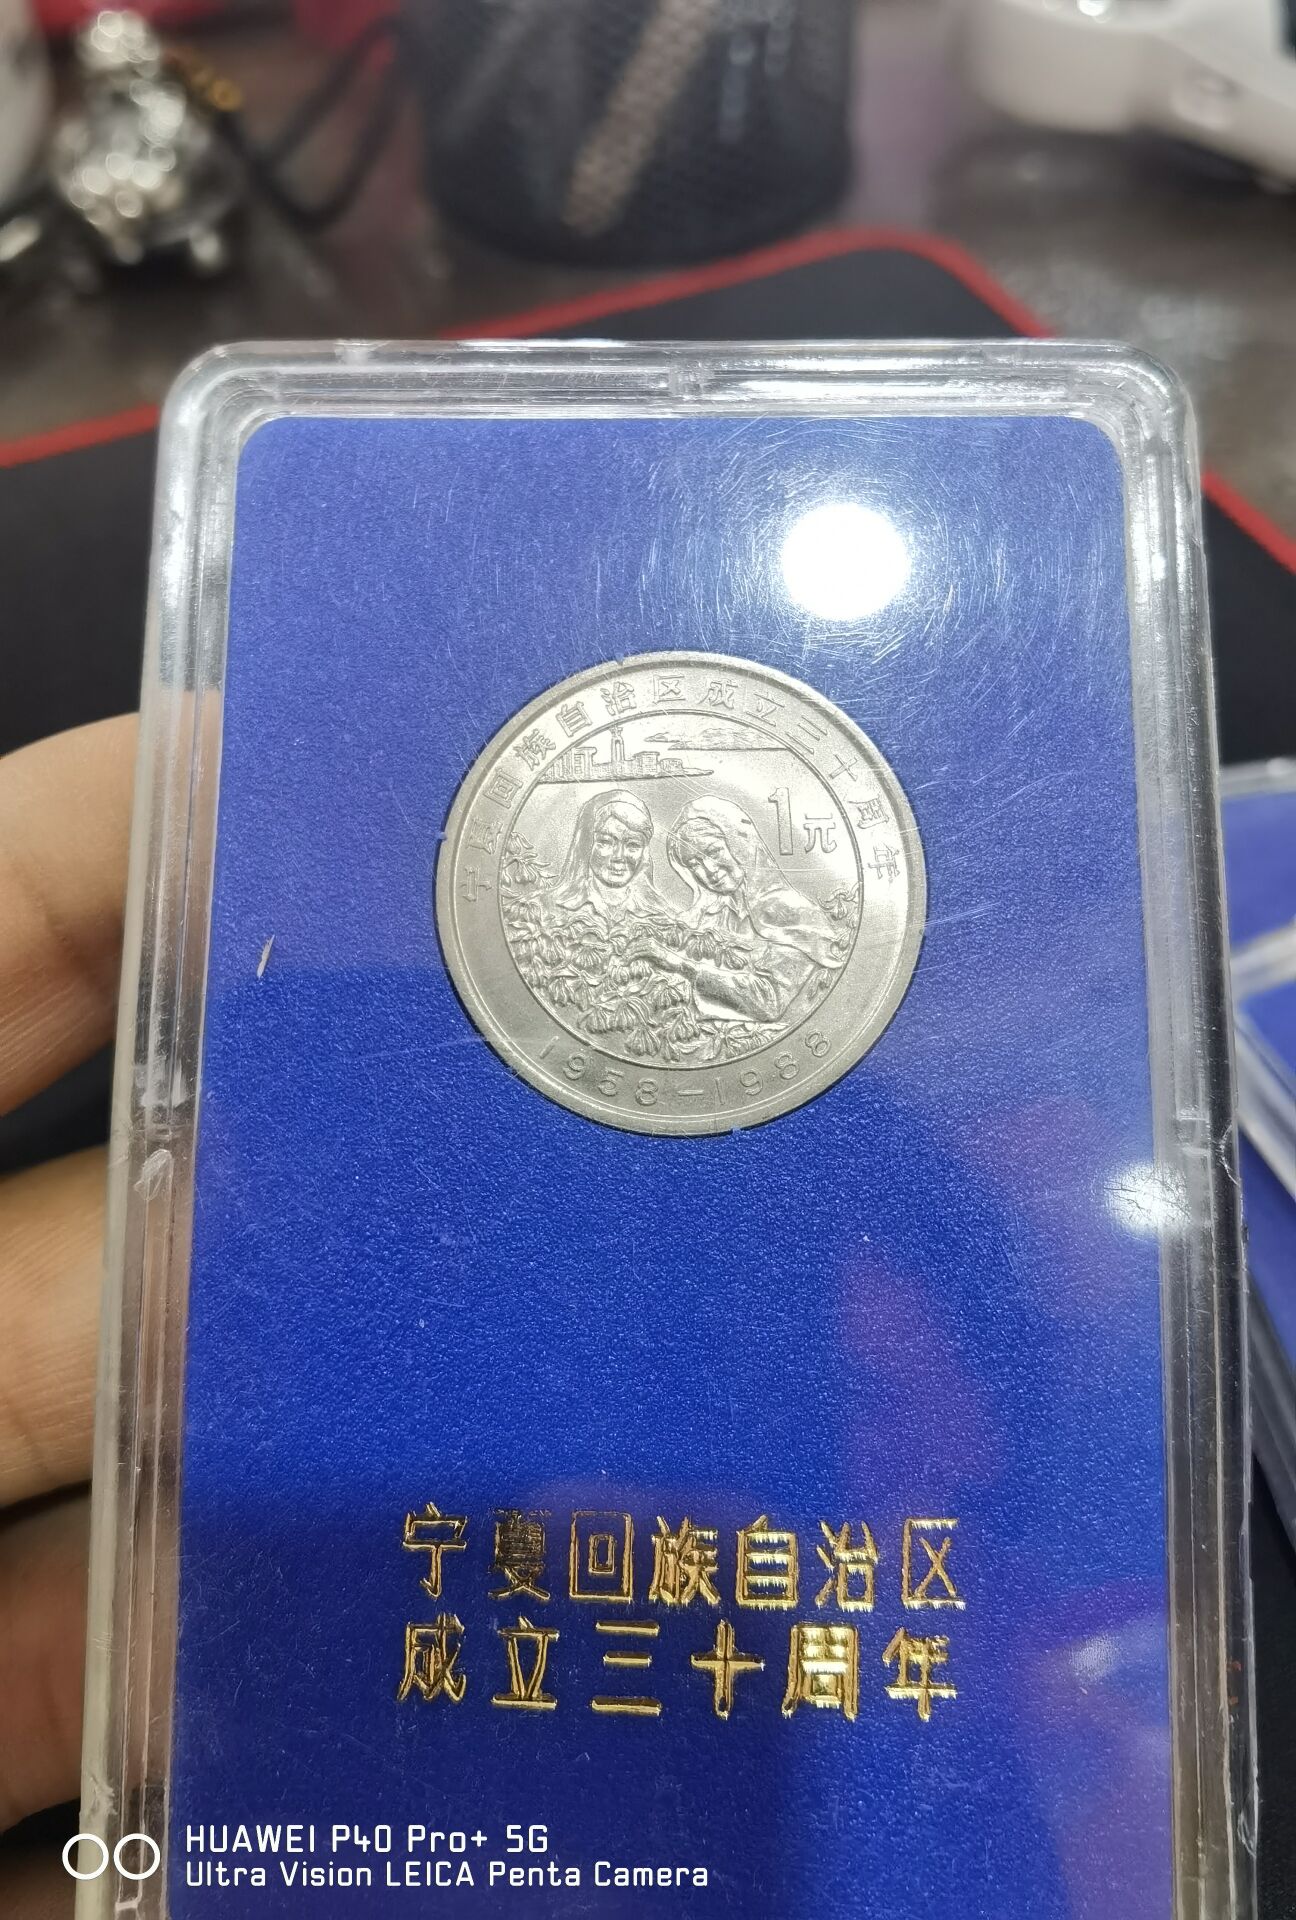 宁夏回族自治区成立三十周年
1元
1958-1988
宁夏回族自治区
成立三十周年
HUAWEI P40 Pro+ 5G
Ultra Vision LEICA Penta Camera